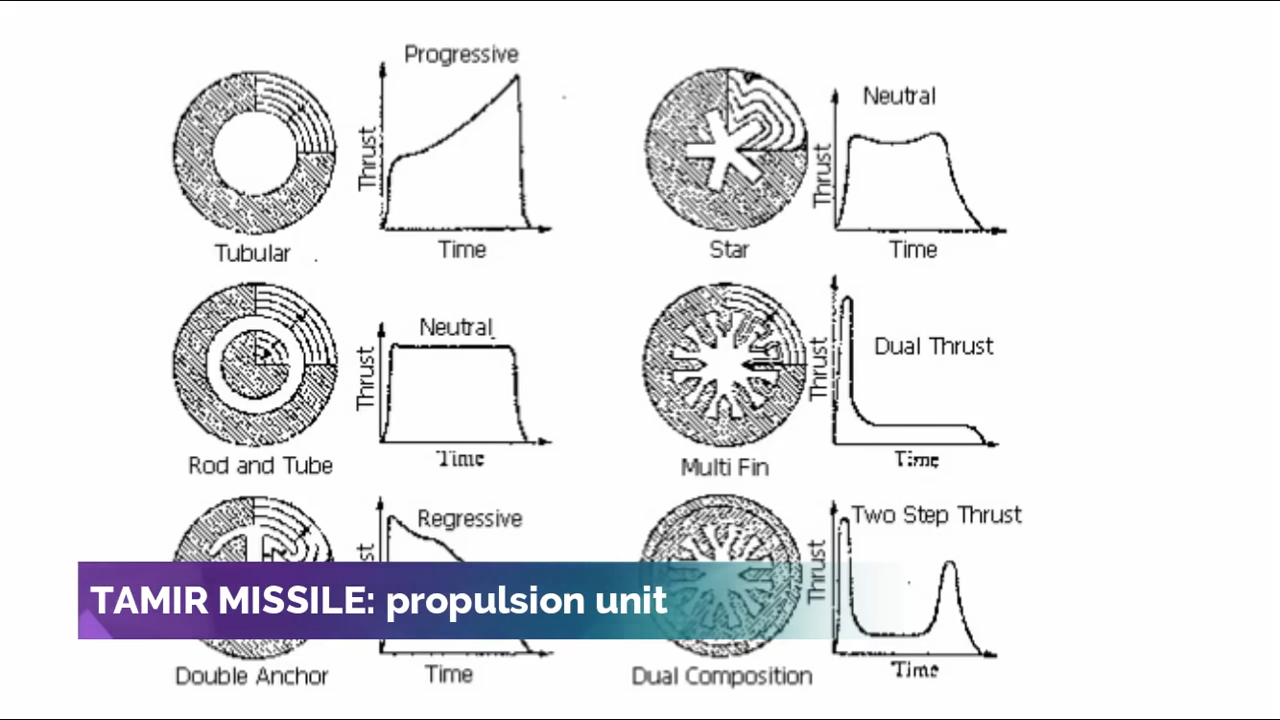 Progressive
Thrust
Time
Tubular
Neutral
Thrust
Time
Star
Neutral
Thrust
Time
Rod and Tube
Dual Thrust
Thrust
Time
Multi Fin
Regressive
st
Time
Double Anchor
Two Step Thrust
Thrust
Time
Dual Composition
TAMIR MISSILE: propulsion unit